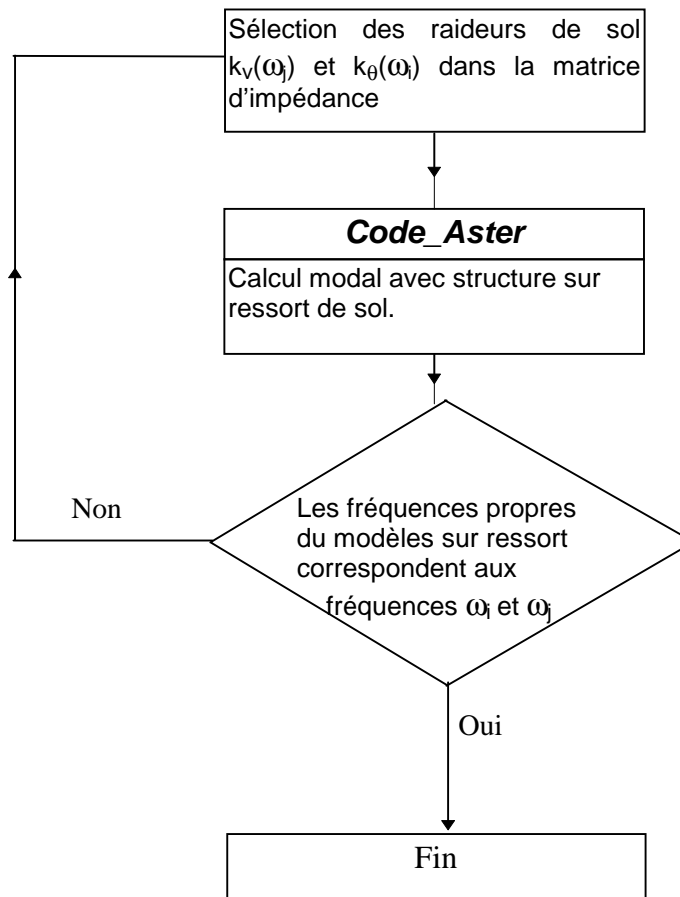 Sélection des raideurs de sol
kᵥ(ωⱼ) et k_θ(ωᵢ) dans la matrice
d'impédance
Code_Aster
Calcul modal avec structure sur
ressort de sol.
Non
Les fréquences propres
du modèles sur ressort
correspondent aux
fréquences ωᵢ et ωⱼ
Oui
Fin